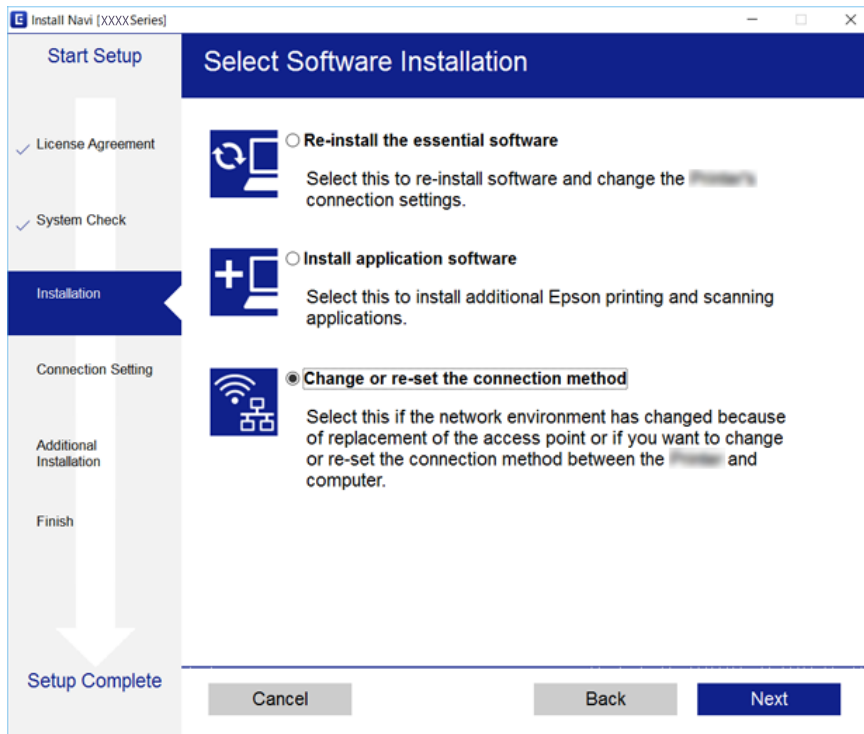 E Install Navi [XXXXSeries]
Start Setup
License Agreement
System Check
Installation
Connection Setting
Additional
Installation
Finish
Setup Complete
Select Software Installation
Re-install the essential software
Select this to re-install software and change the
connection settings.
Install application software
Select this to install additional Epson printing and scanning
applications.
Change or re-set the connection method
Select this if the network environment has changed because
of replacement of the access point or if you want to change
or re-set the connection method between the and
computer.
Cancel
Back
Next